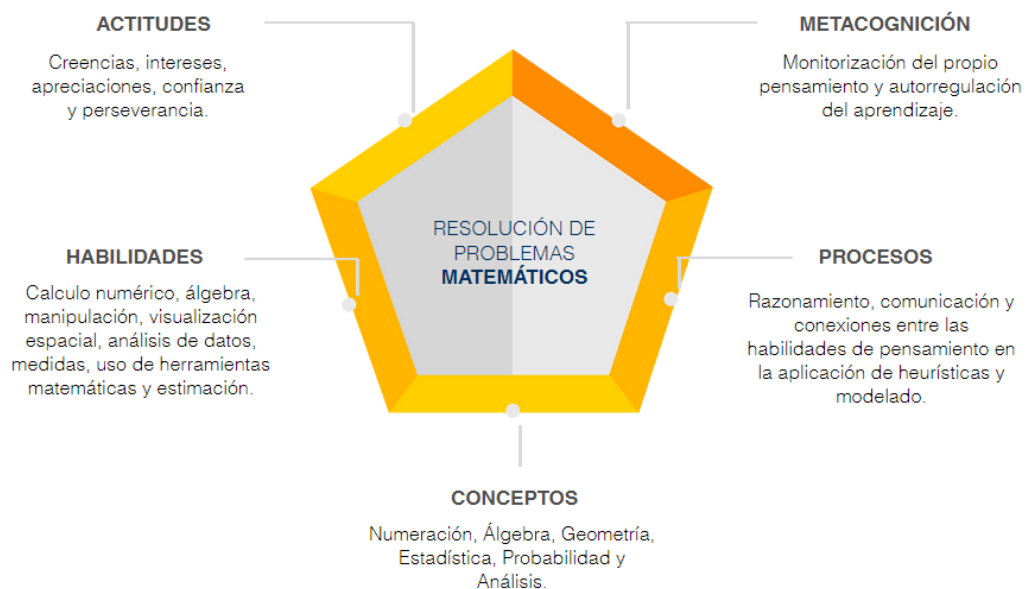 ACTITUDES
Creencias, intereses,
apreciaciones, confianza
y perseverancia.
METACOGNICIÓN
Monitorización del propio
pensamiento y autorregulación
del aprendizaje.
RESOLUCIÓN DE
PROBLEMAS
MATEMÁTICOS
HABILIDADES
Calculo numérico, álgebra,
manipulación, visualización
espacial, análisis de datos,
medidas, uso de herramientas
matemáticas y estimación.
PROCESOS
Razonamiento, comunicación y
conexiones entre las
habilidades de pensamiento en
la aplicación de heurísticas y
modelado.
CONCEPTOS
Numeración, Álgebra, Geometría,
Estadística, Probabilidad y
Análisis.